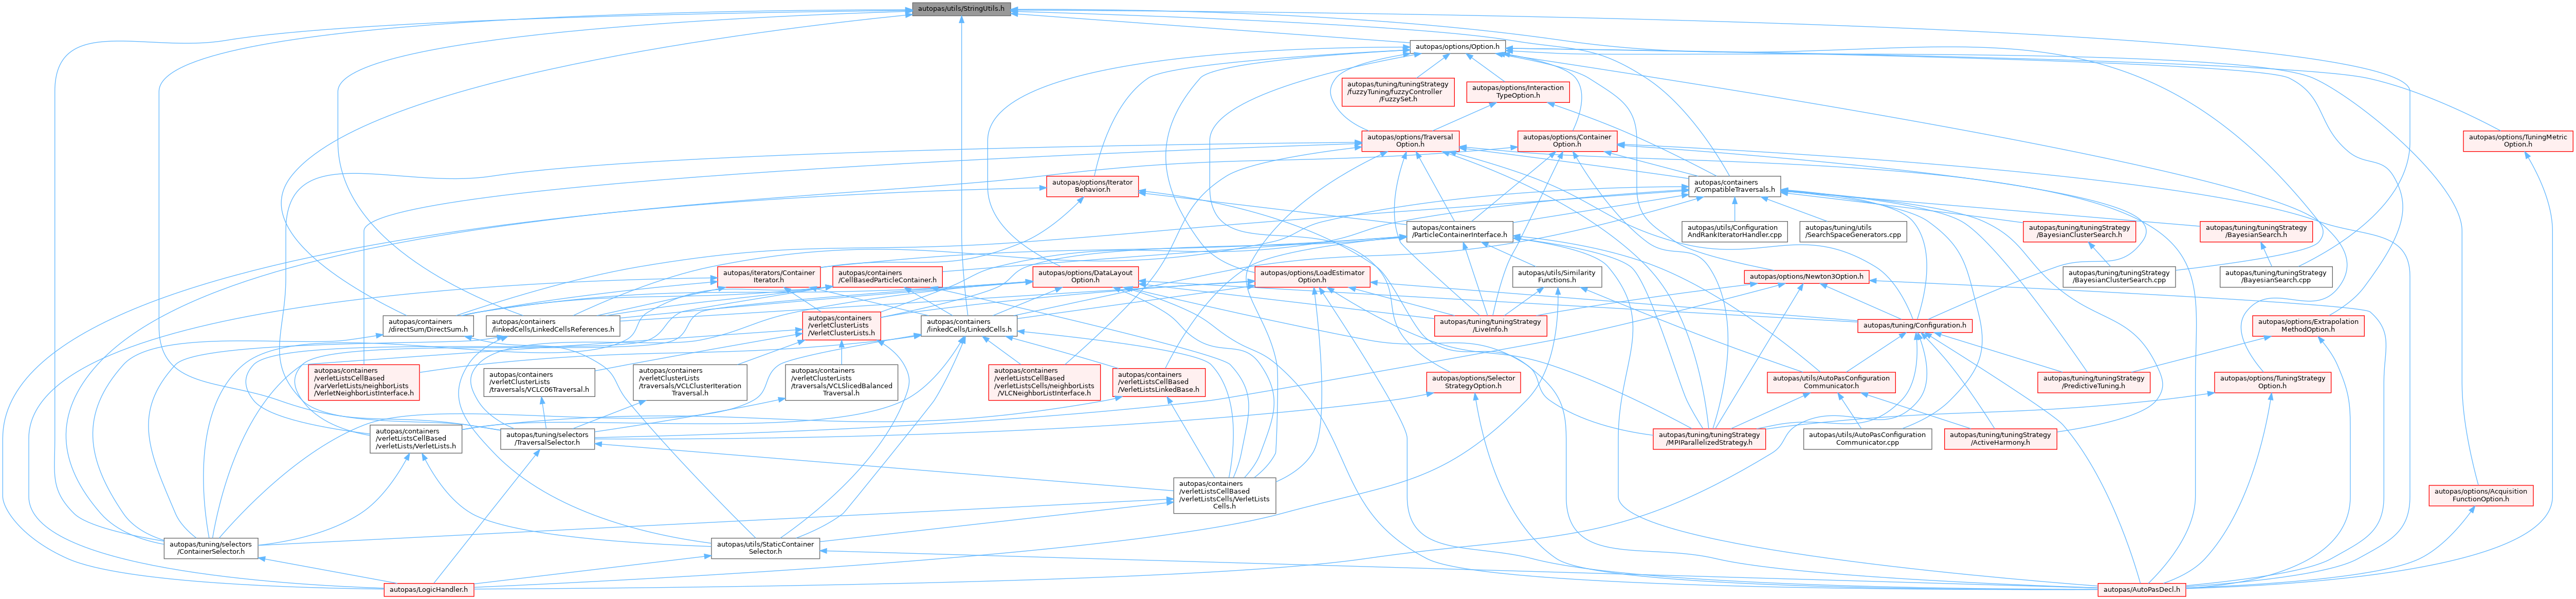 autopas/utils/StringUtils.h
autopas/options/Option.h
autopas/tuning/tuningStrategy
/fuzzyTuning/fuzzyController
/FuzzySet.h
autopas/options/Interaction
TypeOption.h
autopas/options/Traversal
Option.h
autopas/options/Container
Option.h
autopas/options/TuningMetric
Option.h
autopas/options/Iterator
Behavior.h
autopas/containers
/CompatibleTraversals.h
autopas/containers
/ParticleContainerInterface.h
autopas/utils/Configuration
AndRankIteratorHandler.cpp
autopas/tuning/utils
/SearchSpaceGenerators.cpp
autopas/tuning/tuningStrategy
/BayesianClusterSearch.h
autopas/tuning/tuningStrategy
/BayesianSearch.h
autopas/iterators/Container
Iterator.h
autopas/containers
/CellBasedParticleContainer.h
autopas/options/DataLayout
Option.h
autopas/options/LoadEstimator
Option.h
autopas/utils/Similarity
Functions.h
autopas/options/Newton3Option.h
autopas/tuning/tuningStrategy
/BayesianClusterSearch.cpp
autopas/tuning/tuningStrategy
/BayesianSearch.cpp
autopas/containers
/directSum/DirectSum.h
autopas/containers
/linkedCells/LinkedCellsReferences.h
autopas/containers
/verletClusterLists
/VerletClusterLists.h
autopas/containers
/linkedCells/LinkedCells.h
autopas/tuning/tuningStrategy
/LiveInfo.h
autopas/tuning/Configuration.h
autopas/options/Extrapolation
MethodOption.h
autopas/containers
/verletListsCellBased
/varVerletLists/neighborLists
/VerletNeighborListInterface.h
autopas/containers
/verletClusterLists
/traversals/VCLC06Traversal.h
autopas/containers
/verletClusterLists
/traversals/VCLClusterIteration
Traversal.h
autopas/containers
/verletClusterLists
/traversals/VCLSlicedBalanced
Traversal.h
autopas/containers
/verletListsCellBased
/verletListsCells/neighborLists
/VLCNeighborListInterface.h
autopas/containers
/verletListsCellBased
/VerletListsLinkedBase.h
autopas/options/Selector
StrategyOption.h
autopas/utils/AutoPasConfiguration
Communicator.h
autopas/tuning/tuningStrategy
/PredictiveTuning.h
autopas/options/TuningStrategy
Option.h
autopas/containers
/verletListsCellBased
/verletLists/VerletLists.h
autopas/tuning/selectors
/TraversalSelector.h
autopas/tuning/tuningStrategy
/MPIParallelizedStrategy.h
autopas/utils/AutoPasConfiguration
Communicator.cpp
autopas/tuning/tuningStrategy
/ActiveHarmony.h
autopas/containers
/verletListsCellBased
/verletListsCells/VerletLists
Cells.h
autopas/options/Acquisition
FunctionOption.h
autopas/tuning/selectors
/ContainerSelector.h
autopas/utils/StaticContainer
Selector.h
autopas/LogicHandler.h
autopas/AutoPasDecl.h